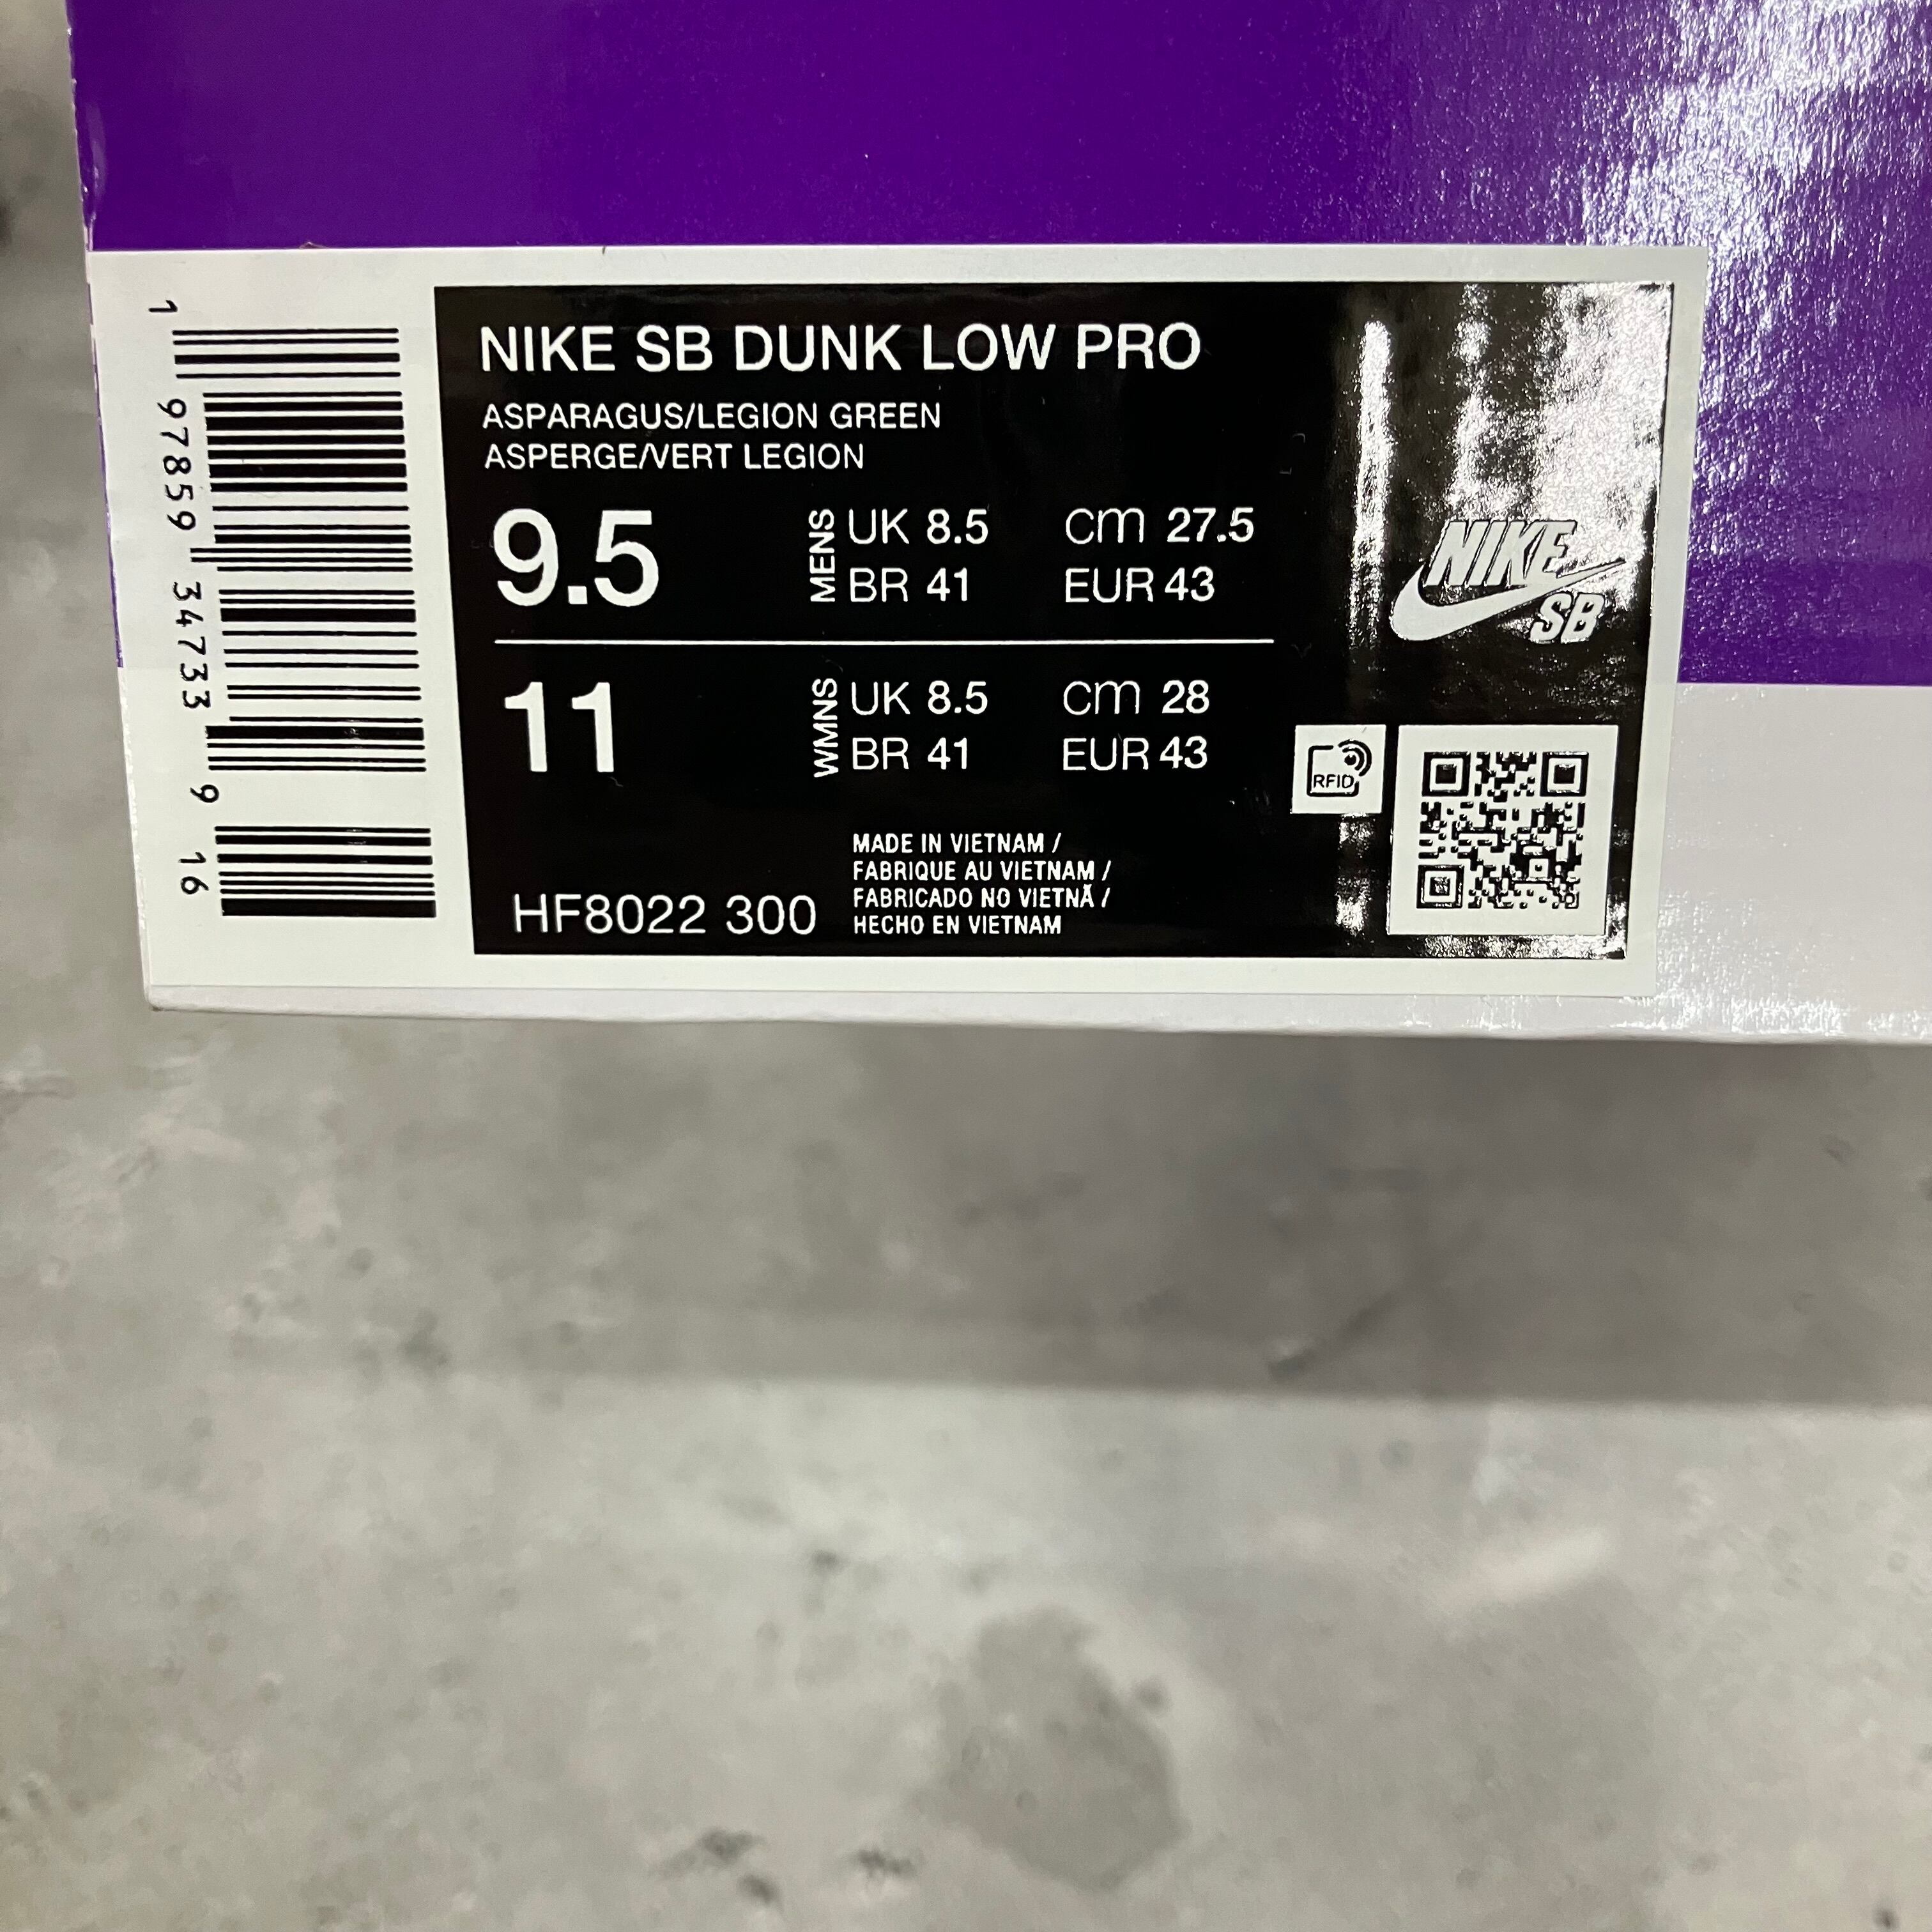 NIKE SB DUNK LOW PRO
ASPARAGUS/LEGION GREEN
ASPERGE/VERT LEGION
9.5 MENS UK 8.5 cm 27.5
BR 41 EUR 43
11 WMNS UK 8.5 cm 28
BR 41 EUR 43
HF8022 300
MADE IN VIETNAM /
FABRIQUE AU VIETNAM /
FABRICADO NO VIETNÃ /
HECHO EN VIETNAM
NIKE
SB
RFID
1 97859 34733 9 16